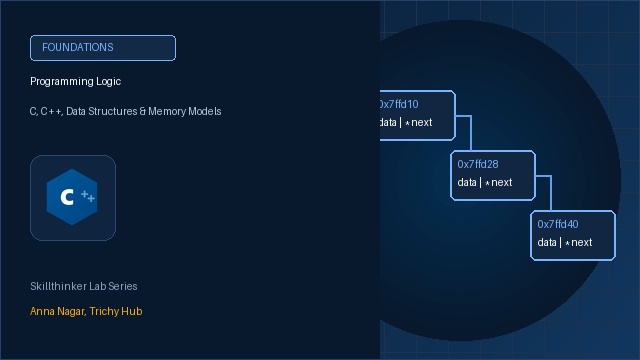 FOUNDATIONS
Programming Logic
C, C++, Data Structures & Memory Models
C++
Skillthinker Lab Series
Anna Nagar, Trichy Hub
0x7ffd10
data | *next
0x7ffd28
data | *next
0x7ffd40
data | *next